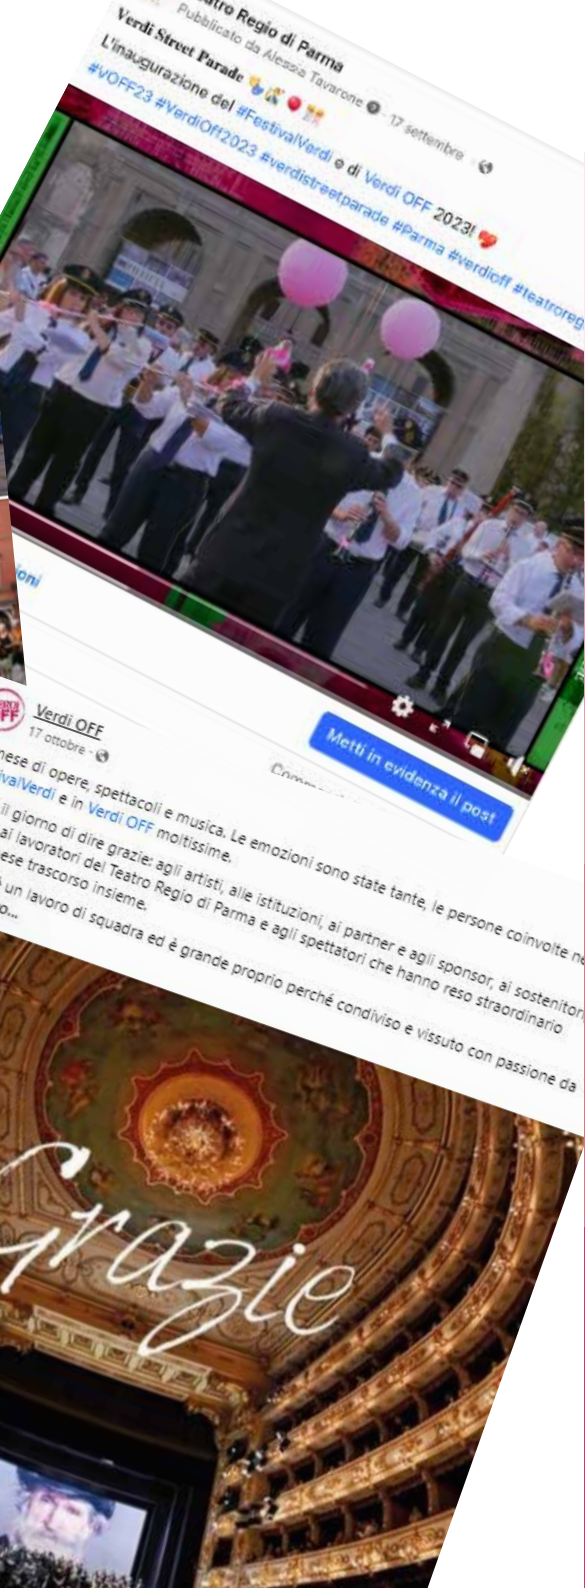 atro Regio di Parma
Pubblicato da Alessia Tavarone · 17 settembre ·
Verdi Street Parade
L'inaugurazione del #FestivalVerdi e di Verdi OFF 2023!
#VOFF23 #VerdiOff2023 #verdistreetparade #Parma #verdioff #teatroreg
ioni
Metti in evidenza il post
OFF
Verdi OFF
17 ottobre ·
mese di opere, spettacoli e musica. Le emozioni sono state tante, le persone coinvolte ne
ivalVerdi e in Verdi OFF moltissime.
il giorno di dire grazie: agli artisti, alle istituzioni, ai partner e agli sponsor, ai sostenitori
ai lavoratori del Teatro Regio di Parma e agli spettatori che hanno reso straordinario
ese trascorso insieme.
un lavoro di squadra ed è grande proprio perché condiviso e vissuto con passione da
o...
Grazie